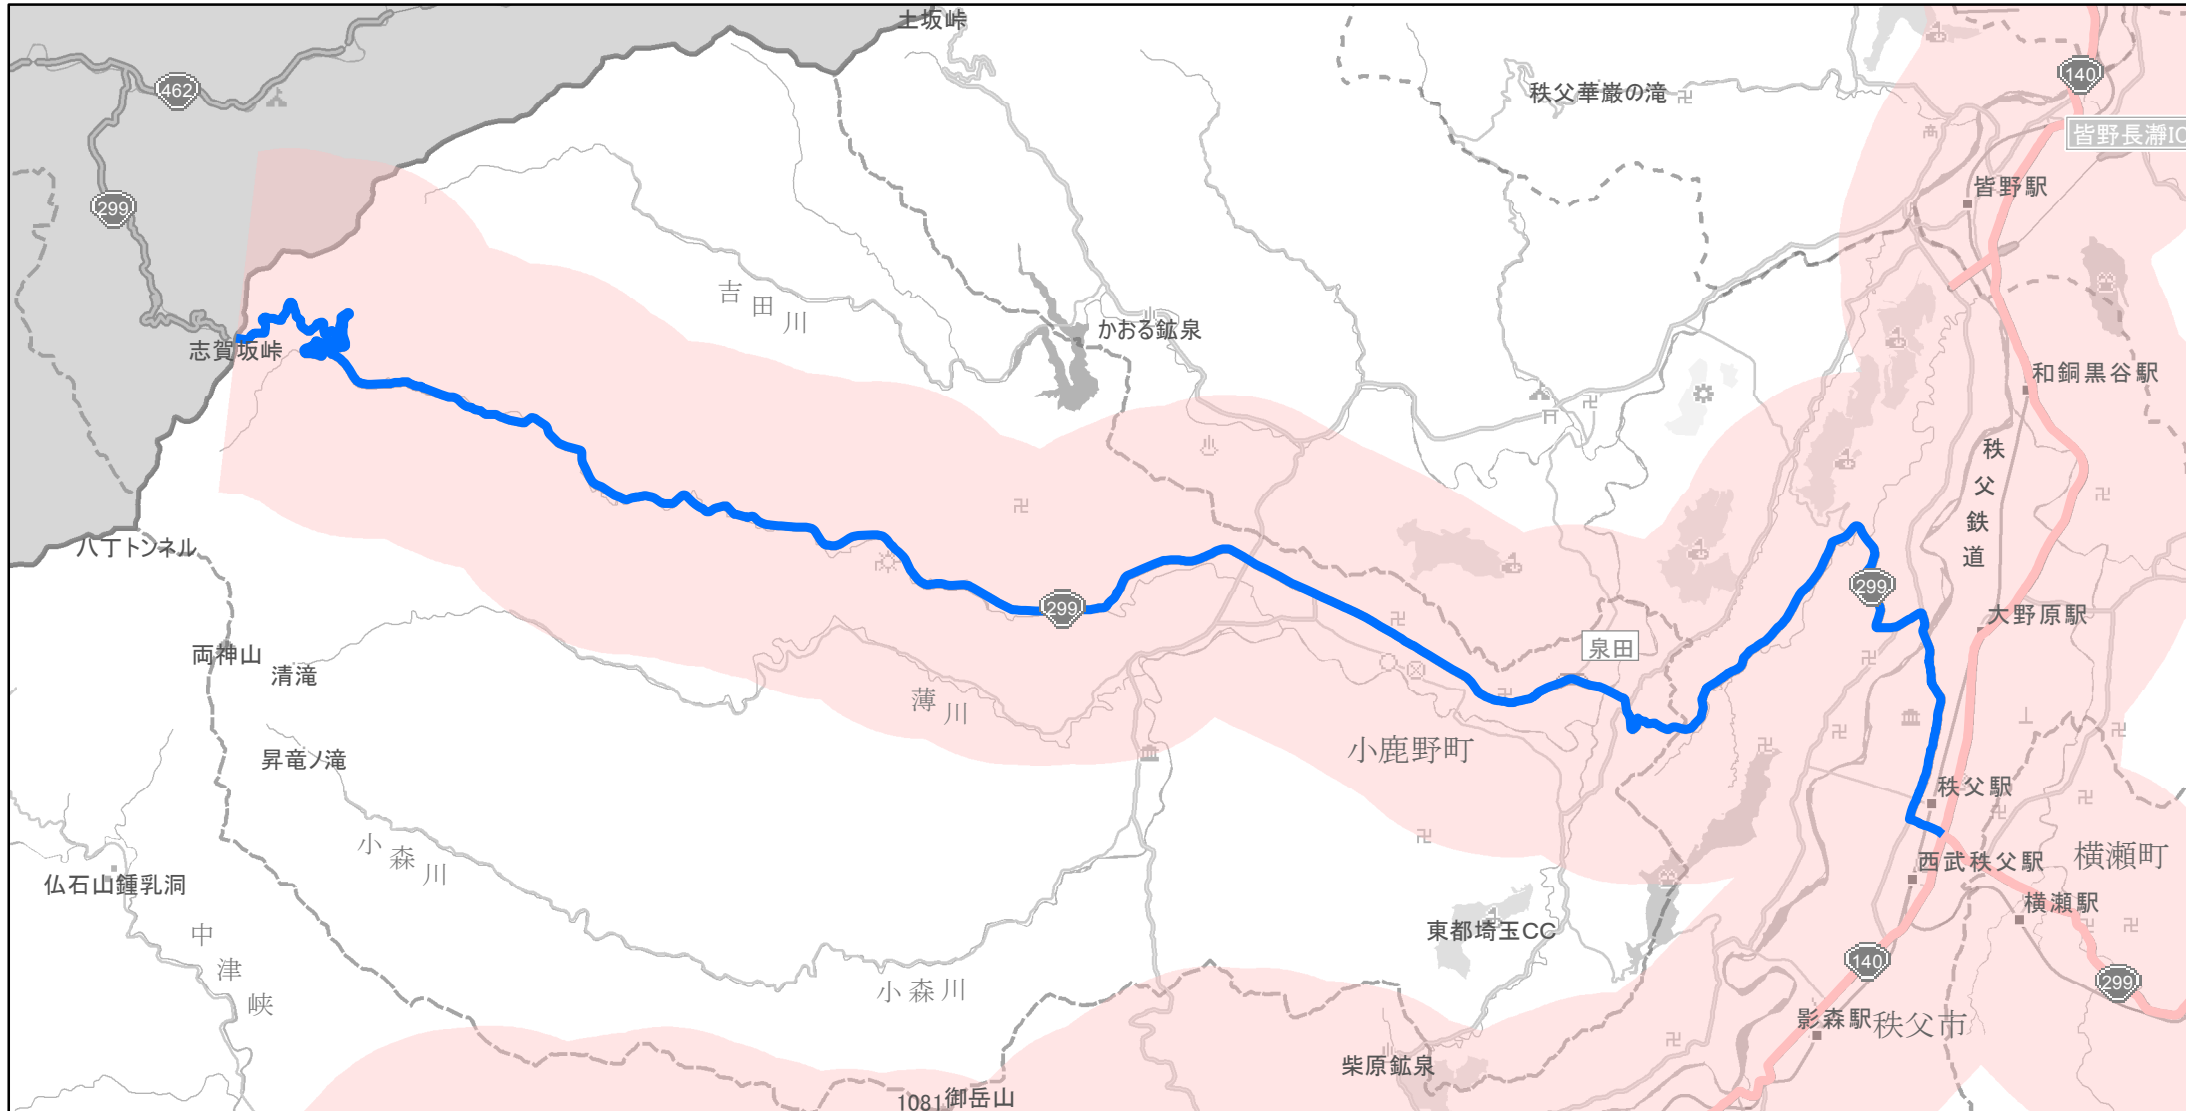 土坂峠
462
秩父華厳の滝
140
皆野長瀞IC
皆野駅
299
吉田川
かおる鉱泉
志賀坂峠
和銅黒谷駅
秩父鉄道
八丁トンネル
299
299
大野原駅
泉田
両神山
清滝
薄川
小鹿野町
昇竜ノ滝
秩父駅
小森川
西武秩父駅
横瀬町
仏石山鍾乳洞
横瀬駅
東都埼玉CC
中津峡
140
299
小森川
影森駅
秩父市
柴原鉱泉
1081御岳山